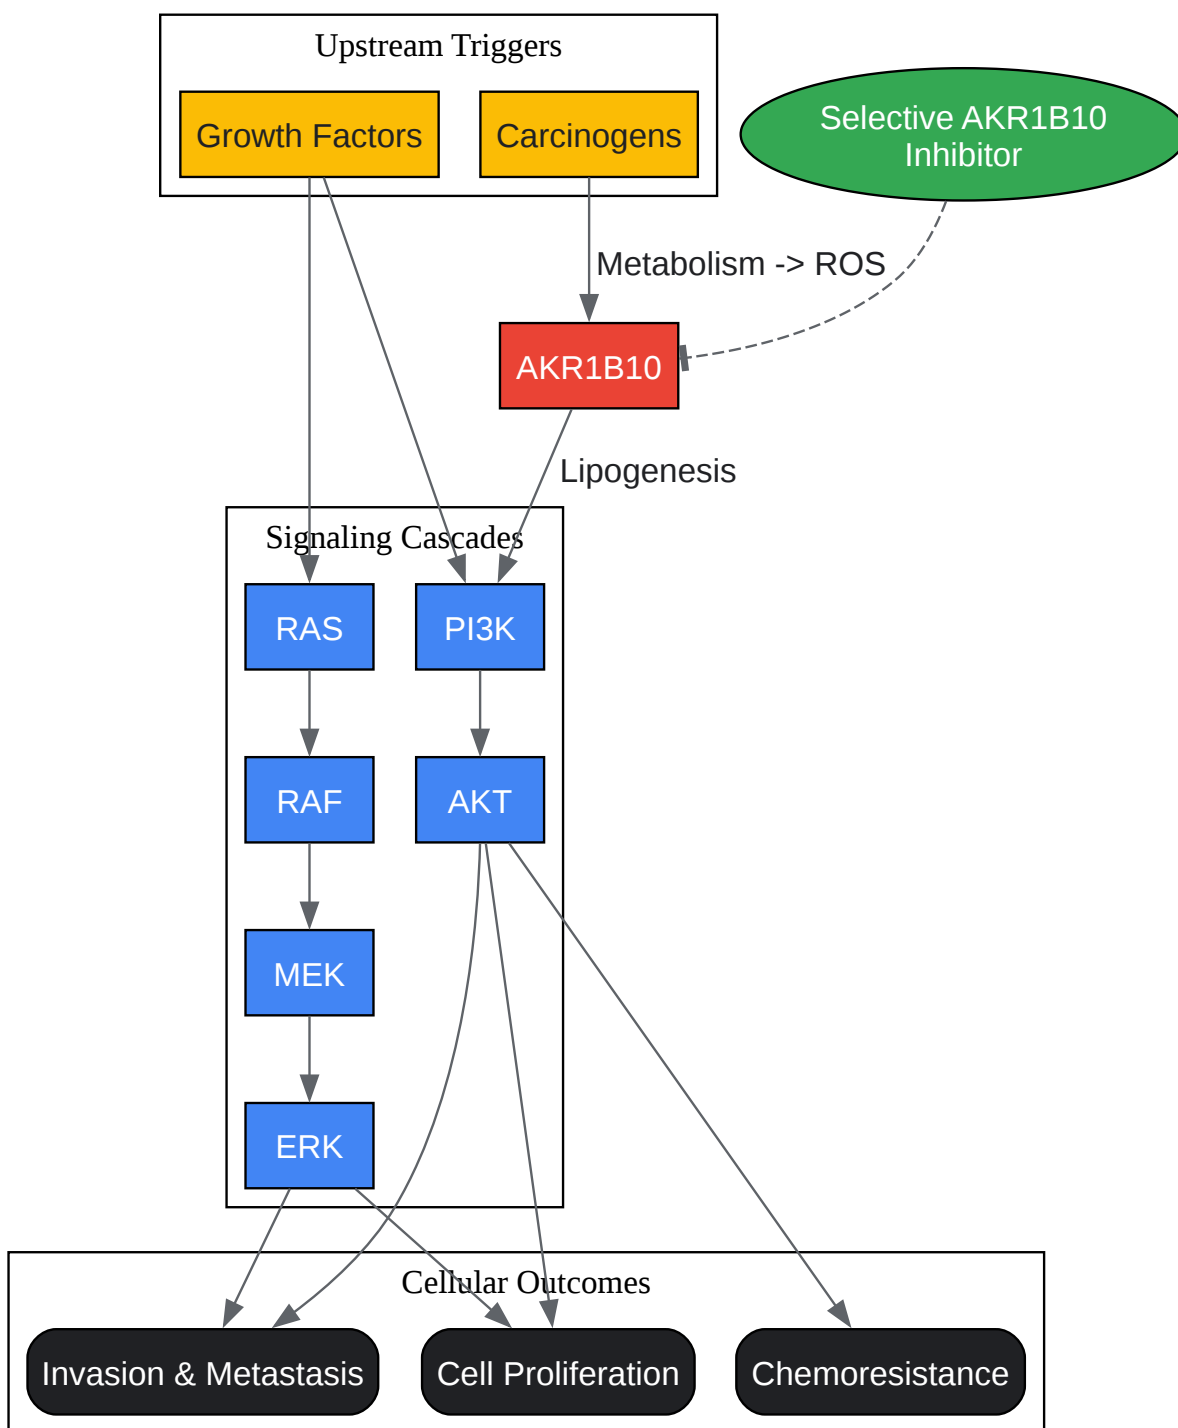 Upstream Triggers
Growth Factors
Carcinogens
Selective AKR1B10
Inhibitor
Metabolism -> ROS
AKR1B10
Lipogenesis
Signaling Cascades
RAS
PI3K
RAF
AKT
MEK
ERK
Cellular Outcomes
Invasion & Metastasis
Cell Proliferation
Chemoresistance